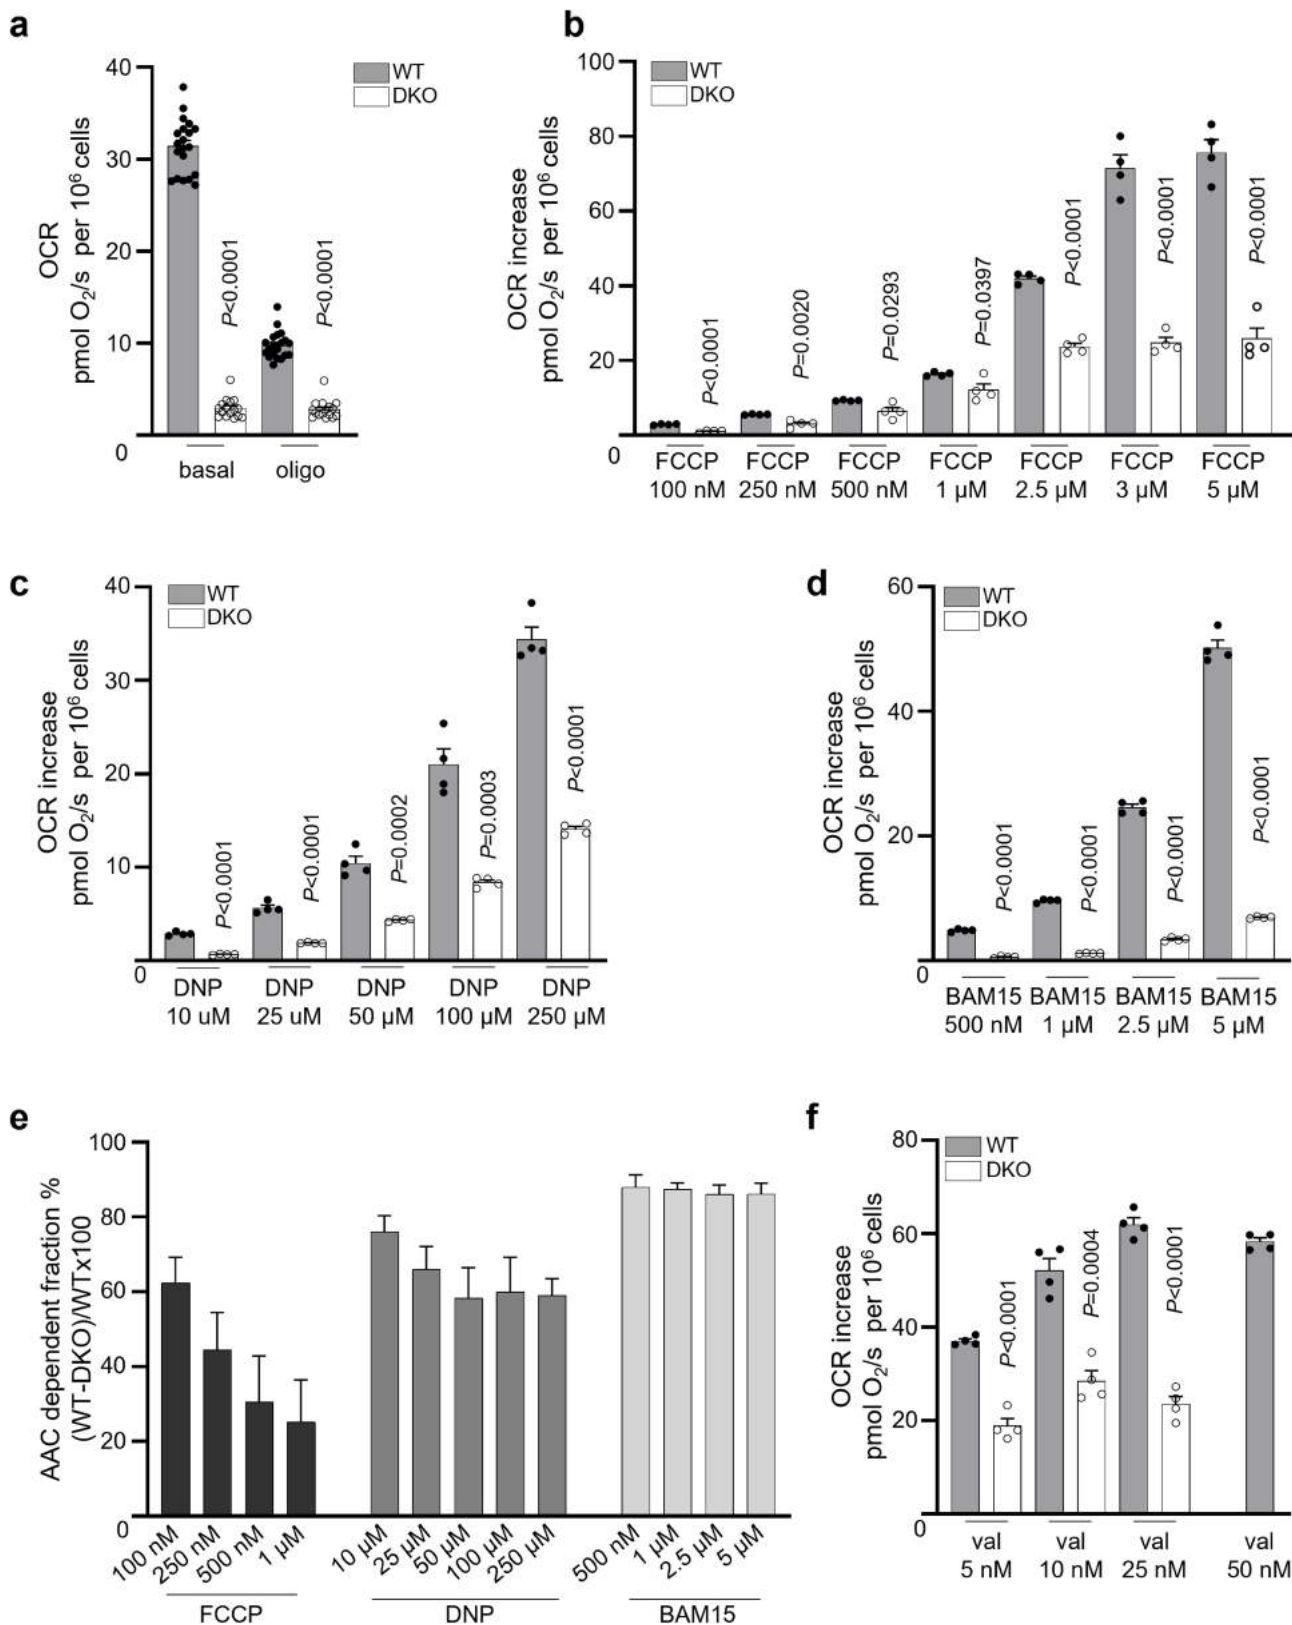 a
40
30
20
10
0
OCR
pmol O2/s per 10^6 cells
WT
DKO
P<0.0001
P<0.0001
basal
oligo
b
100
80
60
40
20
0
OCR increase
pmol O2/s per 10^6 cells
WT
DKO
P<0.0001
P=0.0020
P=0.0293
P=0.0397
P<0.0001
P<0.0001
P<0.0001
FCCP FCCP FCCP FCCP FCCP FCCP FCCP
100 nM 250 nM 500 nM 1 µM 2.5 µM 3 µM 5 µM
c
40
30
20
10
0
OCR increase
pmol O2/s per 10^6 cells
WT
DKO
P<0.0001
P<0.0001
P=0.0002
P=0.0003
P<0.0001
DNP DNP DNP DNP DNP
10 uM 25 uM 50 µM 100 µM 250 µM
d
60
40
20
0
OCR increase
pmol O2/s per 10^6 cells
WT
DKO
P<0.0001
P<0.0001
P<0.0001
P<0.0001
BAM15 BAM15 BAM15 BAM15
500 nM 1 µM 2.5 µM 5 µM
e
100
80
60
40
20
0
AAC dependent fraction %
(WT-DKO)/WTx100
100 nM
250 nM
500 nM
1 µM
10 µM
25 µM
50 µM
100 µM
250 µM
500 nM
1 µM
2.5 µM
5 µM
FCCP
DNP
BAM15
f
80
60
40
20
0
OCR increase
pmol O2/s per 10^6 cells
WT
DKO
P<0.0001
P=0.0004
P<0.0001
val val val val
5 nM 10 nM 25 nM 50 nM